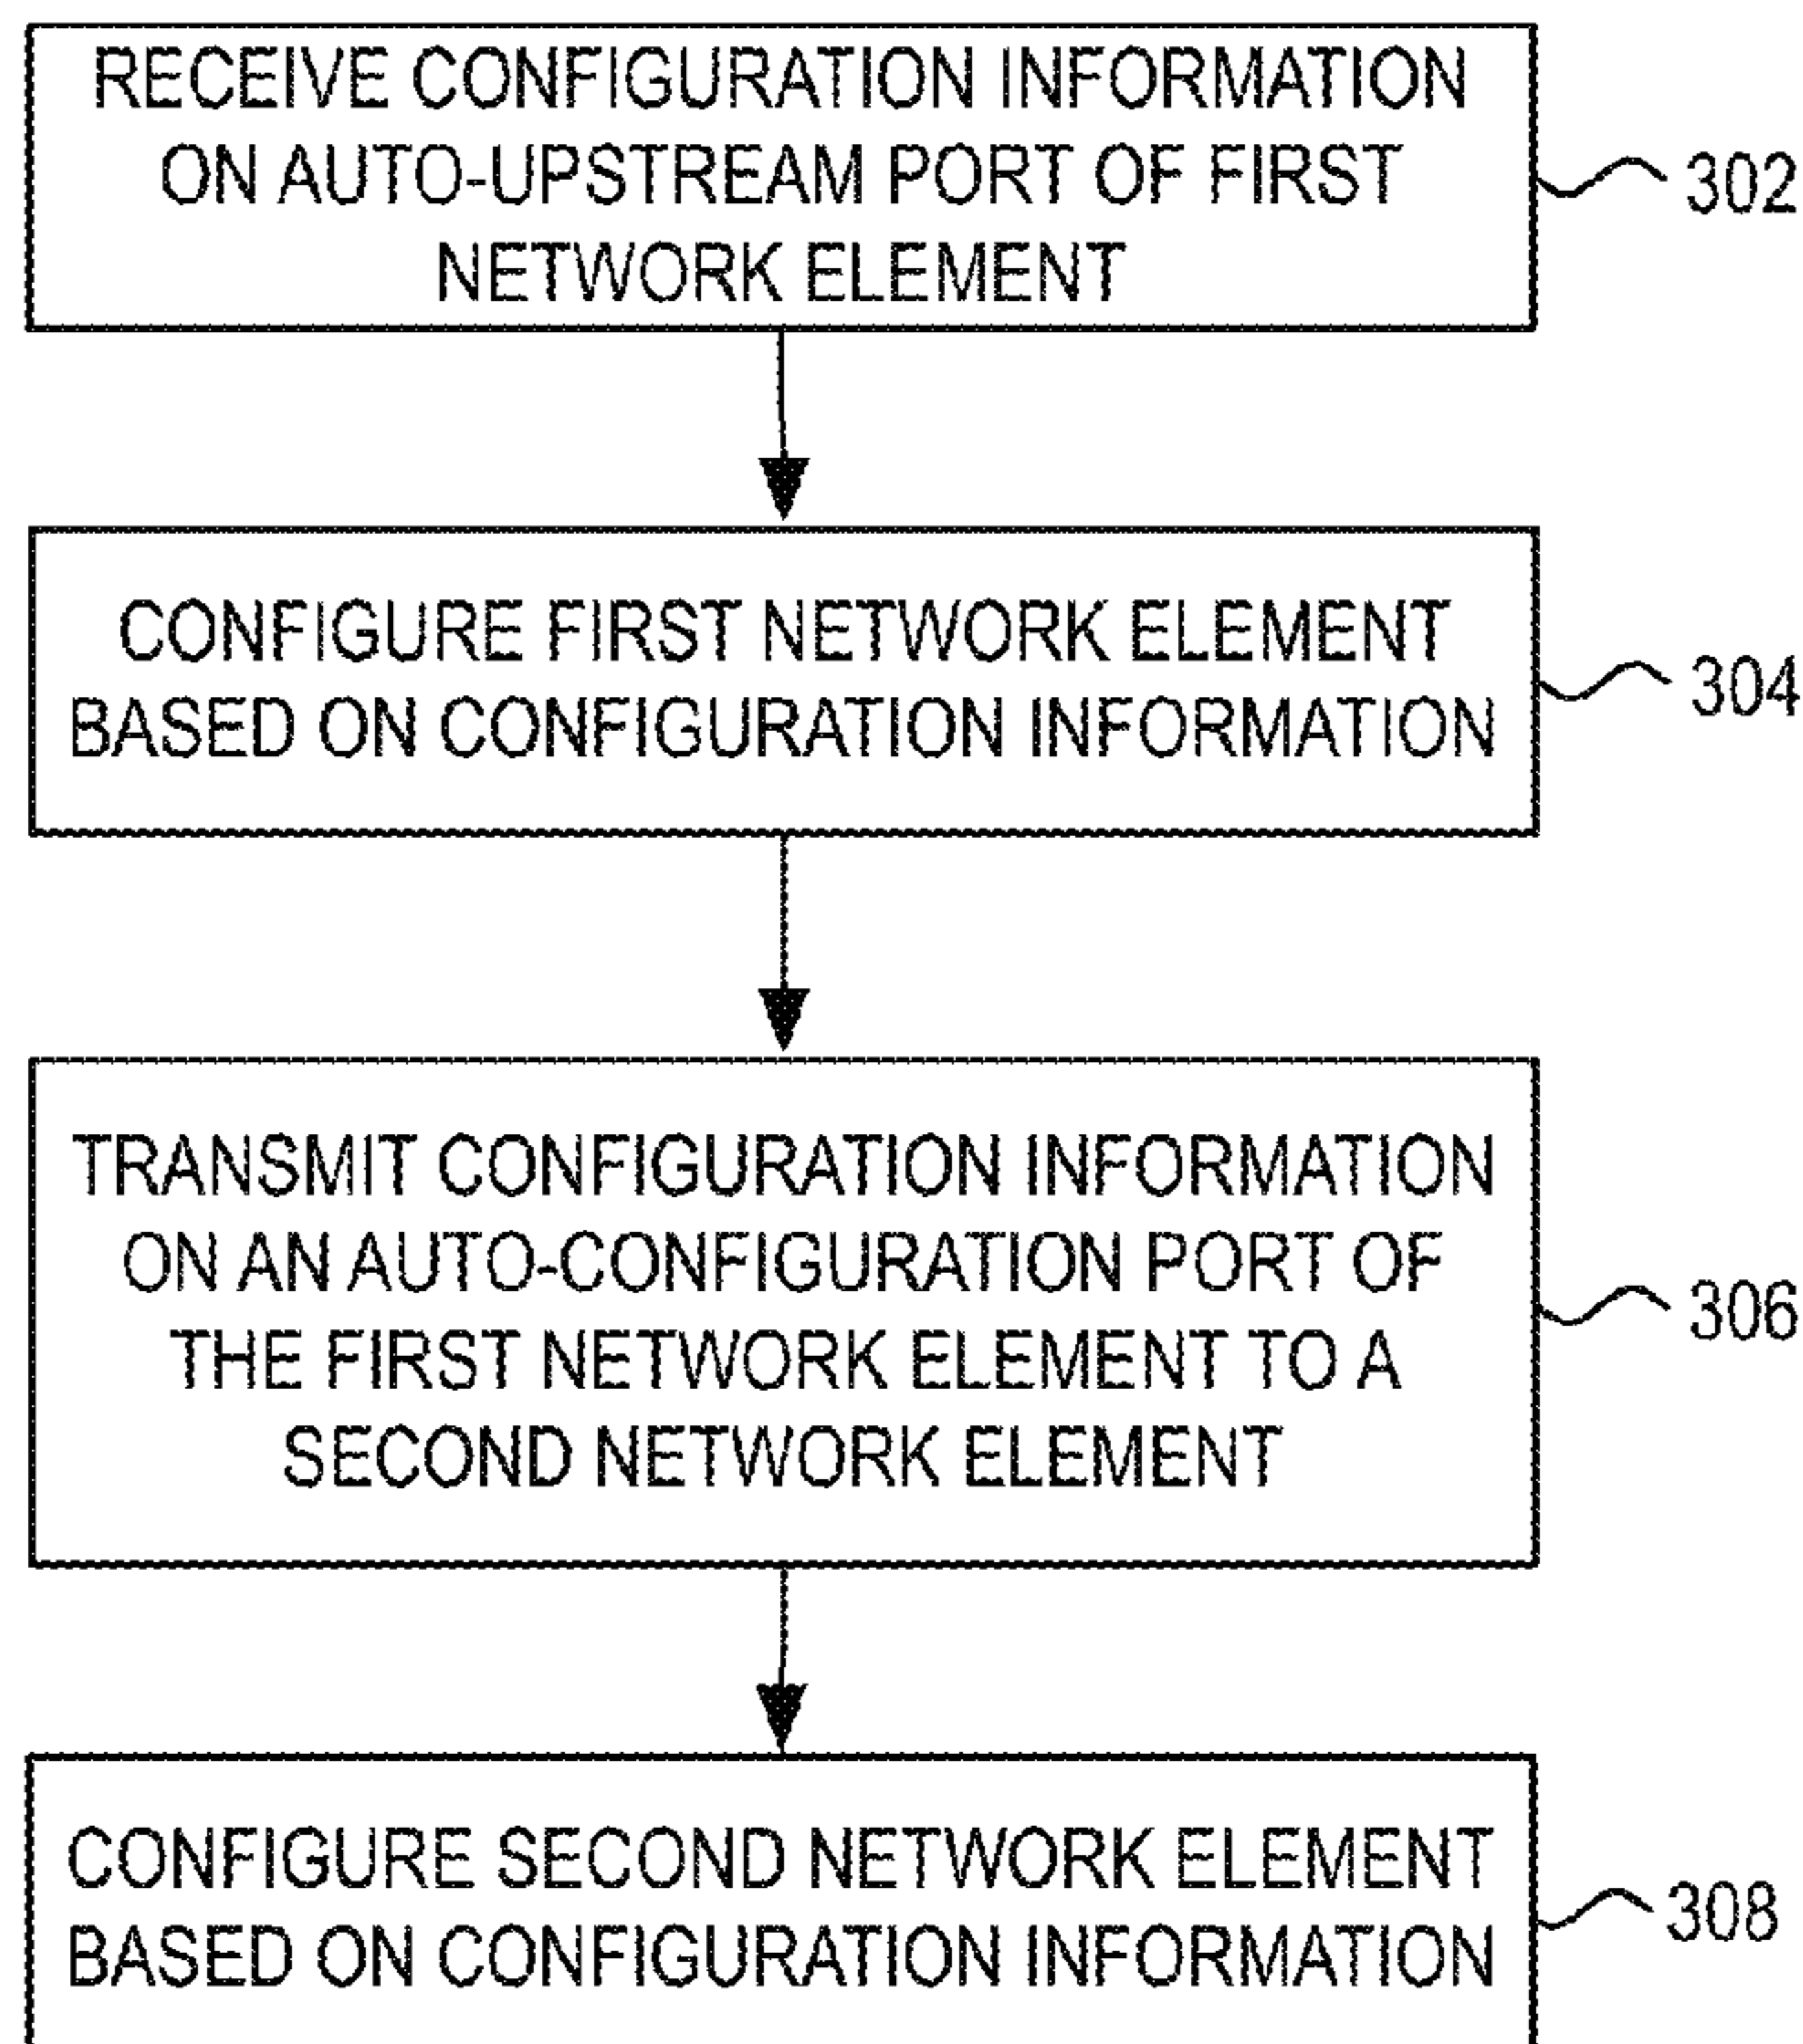 RECEIVE CONFIGURATION INFORMATION
ON AUTO-UPSTREAM PORT OF FIRST
NETWORK ELEMENT
302
CONFIGURE FIRST NETWORK ELEMENT
BASED ON CONFIGURATION INFORMATION
304
TRANSMIT CONFIGURATION INFORMATION
ON AN AUTO-CONFIGURATION PORT OF
THE FIRST NETWORK ELEMENT TO A
SECOND NETWORK ELEMENT
306
CONFIGURE SECOND NETWORK ELEMENT
BASED ON CONFIGURATION INFORMATION
308